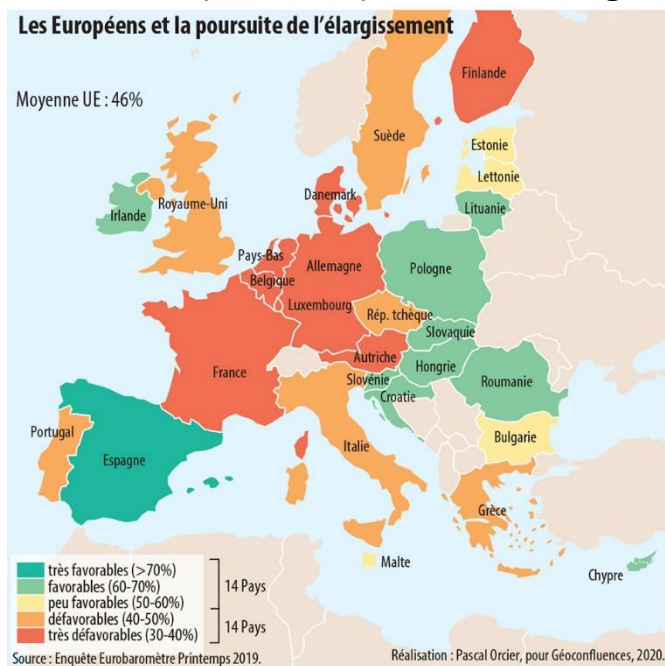 Les Européens et la poursuite de l'élargissement
Moyenne UE : 46%
Finlande
Suède
Estonie
Lettonie
Lituanie
Danemark
Irlande
Royaume-Uni
Pays-Bas
Belgique
Allemagne
Luxembourg
Pologne
Rép. tchèque
Slovaquie
Autriche
Hongrie
Slovénie
Croatie
Roumanie
France
Bulgarie
Portugal
Espagne
Italie
Grèce
Malte
Chypre
très favorables (>70%)
favorables (60-70%)
peu favorables (50-60%)
défavorables (40-50%)
très défavorables (30-40%)
14 Pays
14 Pays
Source : Enquête Eurobaromètre Printemps 2019.
Réalisation : Pascal Orcier, pour Géoconfluences, 2020.